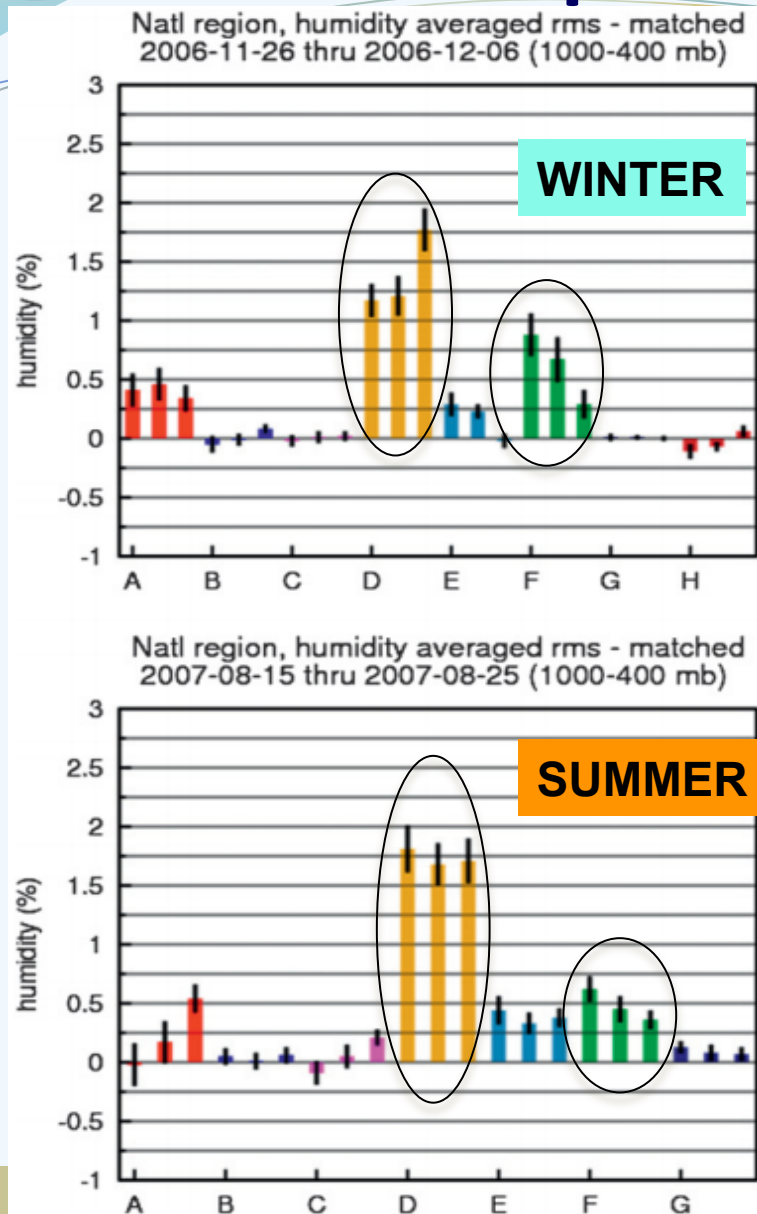 Natl region, humidity averaged rms - matched
2006-11-26 thru 2006-12-06 (1000-400 mb)
3
2.5
2
1.5
1
0.5
0
-0.5
-1
humidity (%)
WINTER
A B C D E F G H
Natl region, humidity averaged rms - matched
2007-08-15 thru 2007-08-25 (1000-400 mb)
3
2.5
2
1.5
1
0.5
0
-0.5
-1
humidity (%)
SUMMER
A B C D E F G